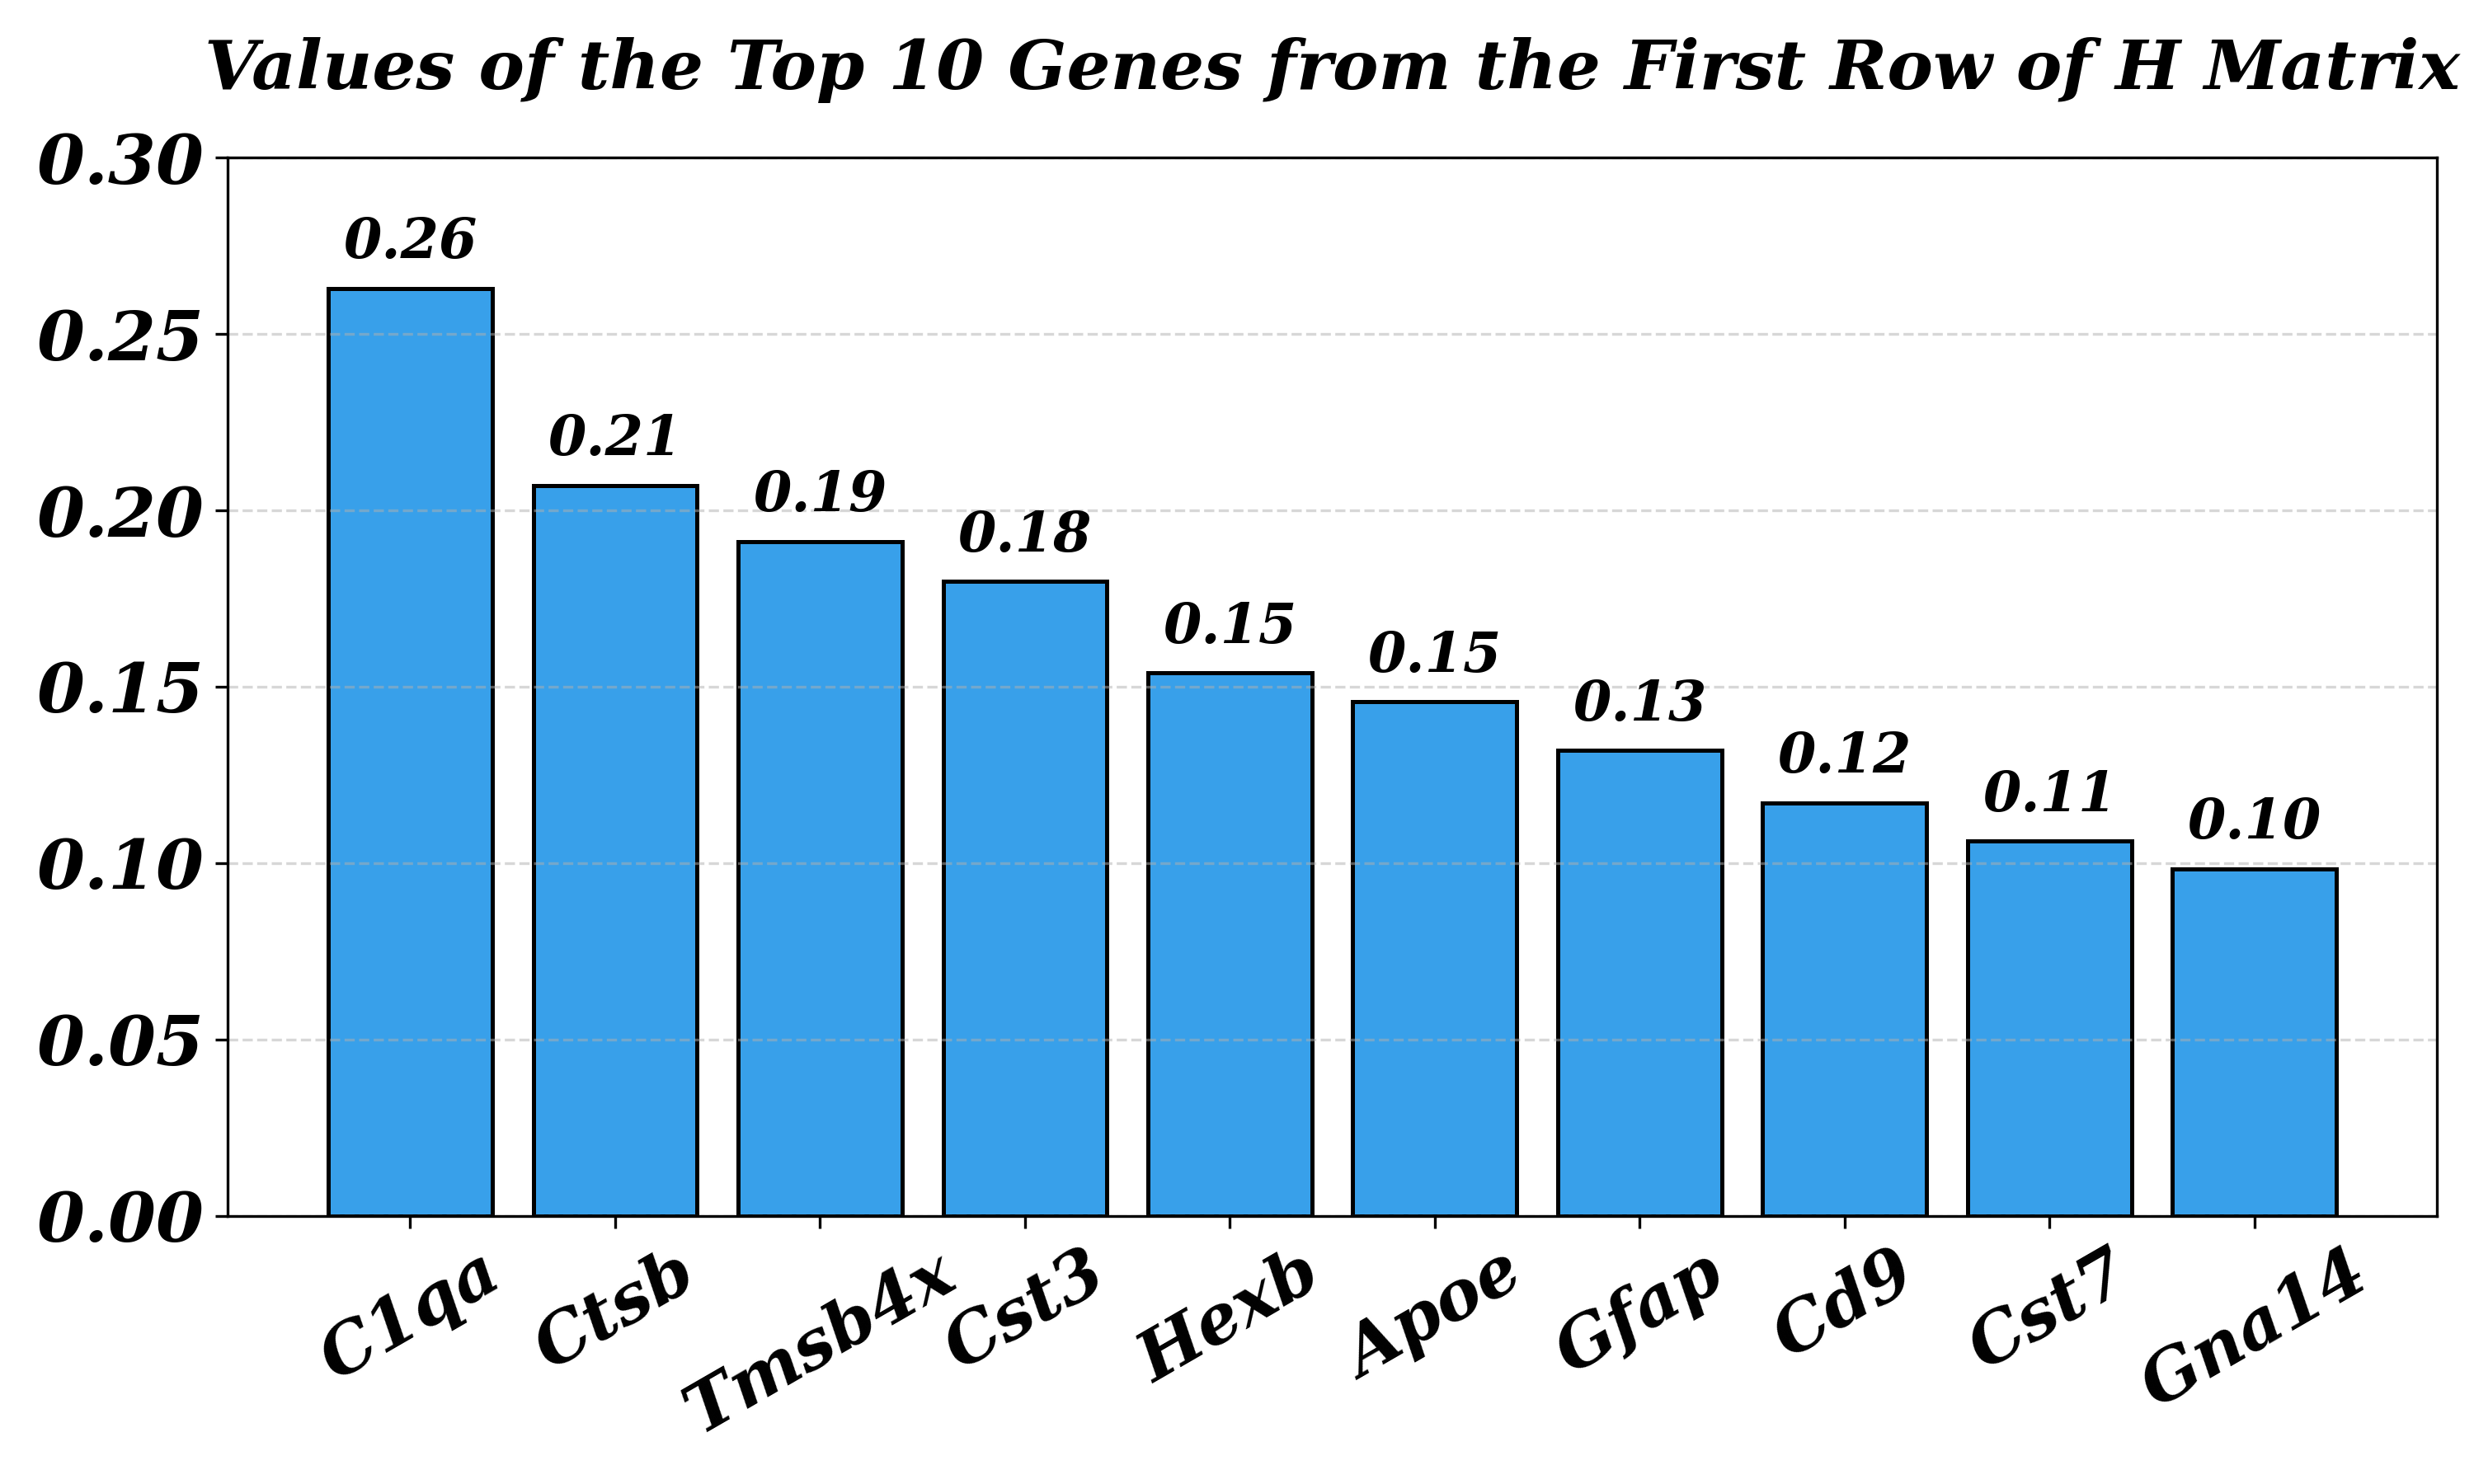 Values of the Top 10 Genes from the First Row of H Matrix
0.30
0.25
0.20
0.15
0.10
0.05
0.00
0.26
0.21
0.19
0.18
0.15
0.15
0.13
0.12
0.11
0.10
C1qa
Ctsb
Tmsb4x
Cst3
Hexb
Apoe
Gfap
Cd9
Cst7
Gna14